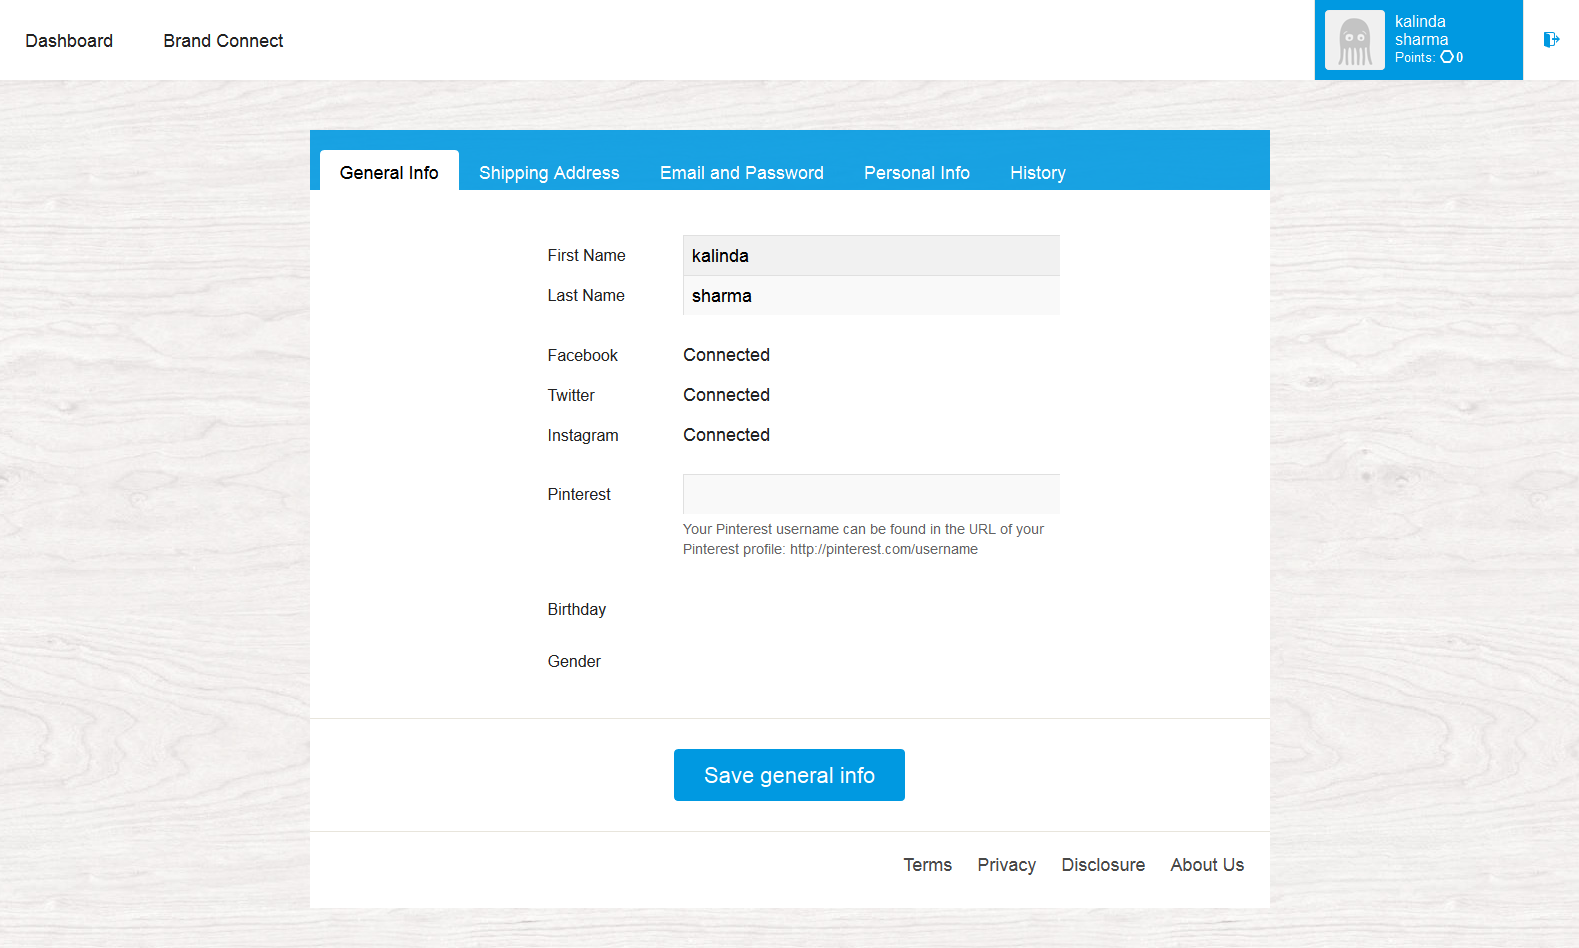 Dashboard Brand Connect
kalinda
sharma
Points: 0
General Info Shipping Address Email and Password Personal Info History
First Name kalinda
Last Name sharma
Facebook Connected
Twitter Connected
Instagram Connected
Pinterest
Your Pinterest username can be found in the URL of your
Pinterest profile: http://pinterest.com/username
Birthday
Gender
Save general info
Terms Privacy Disclosure About Us